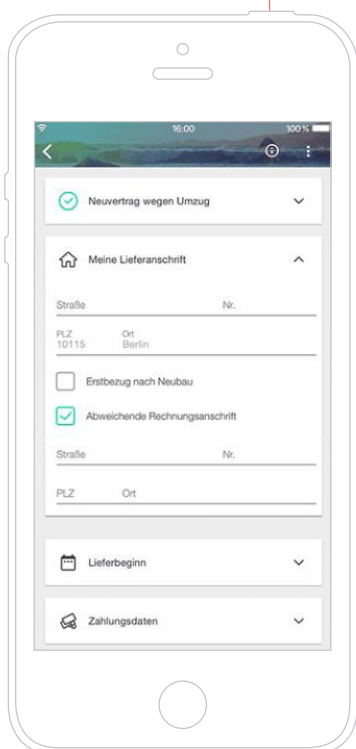 16:00 100%
Neuvertrag wegen Umzug
Meine Lieferanschrift
Straße Nr.
PLZ Ort
10115 Berlin
Erstbezug nach Neubau
Abweichende Rechnungsanschrift
Straße Nr.
PLZ Ort
Lieferbeginn
Zahlungsdaten